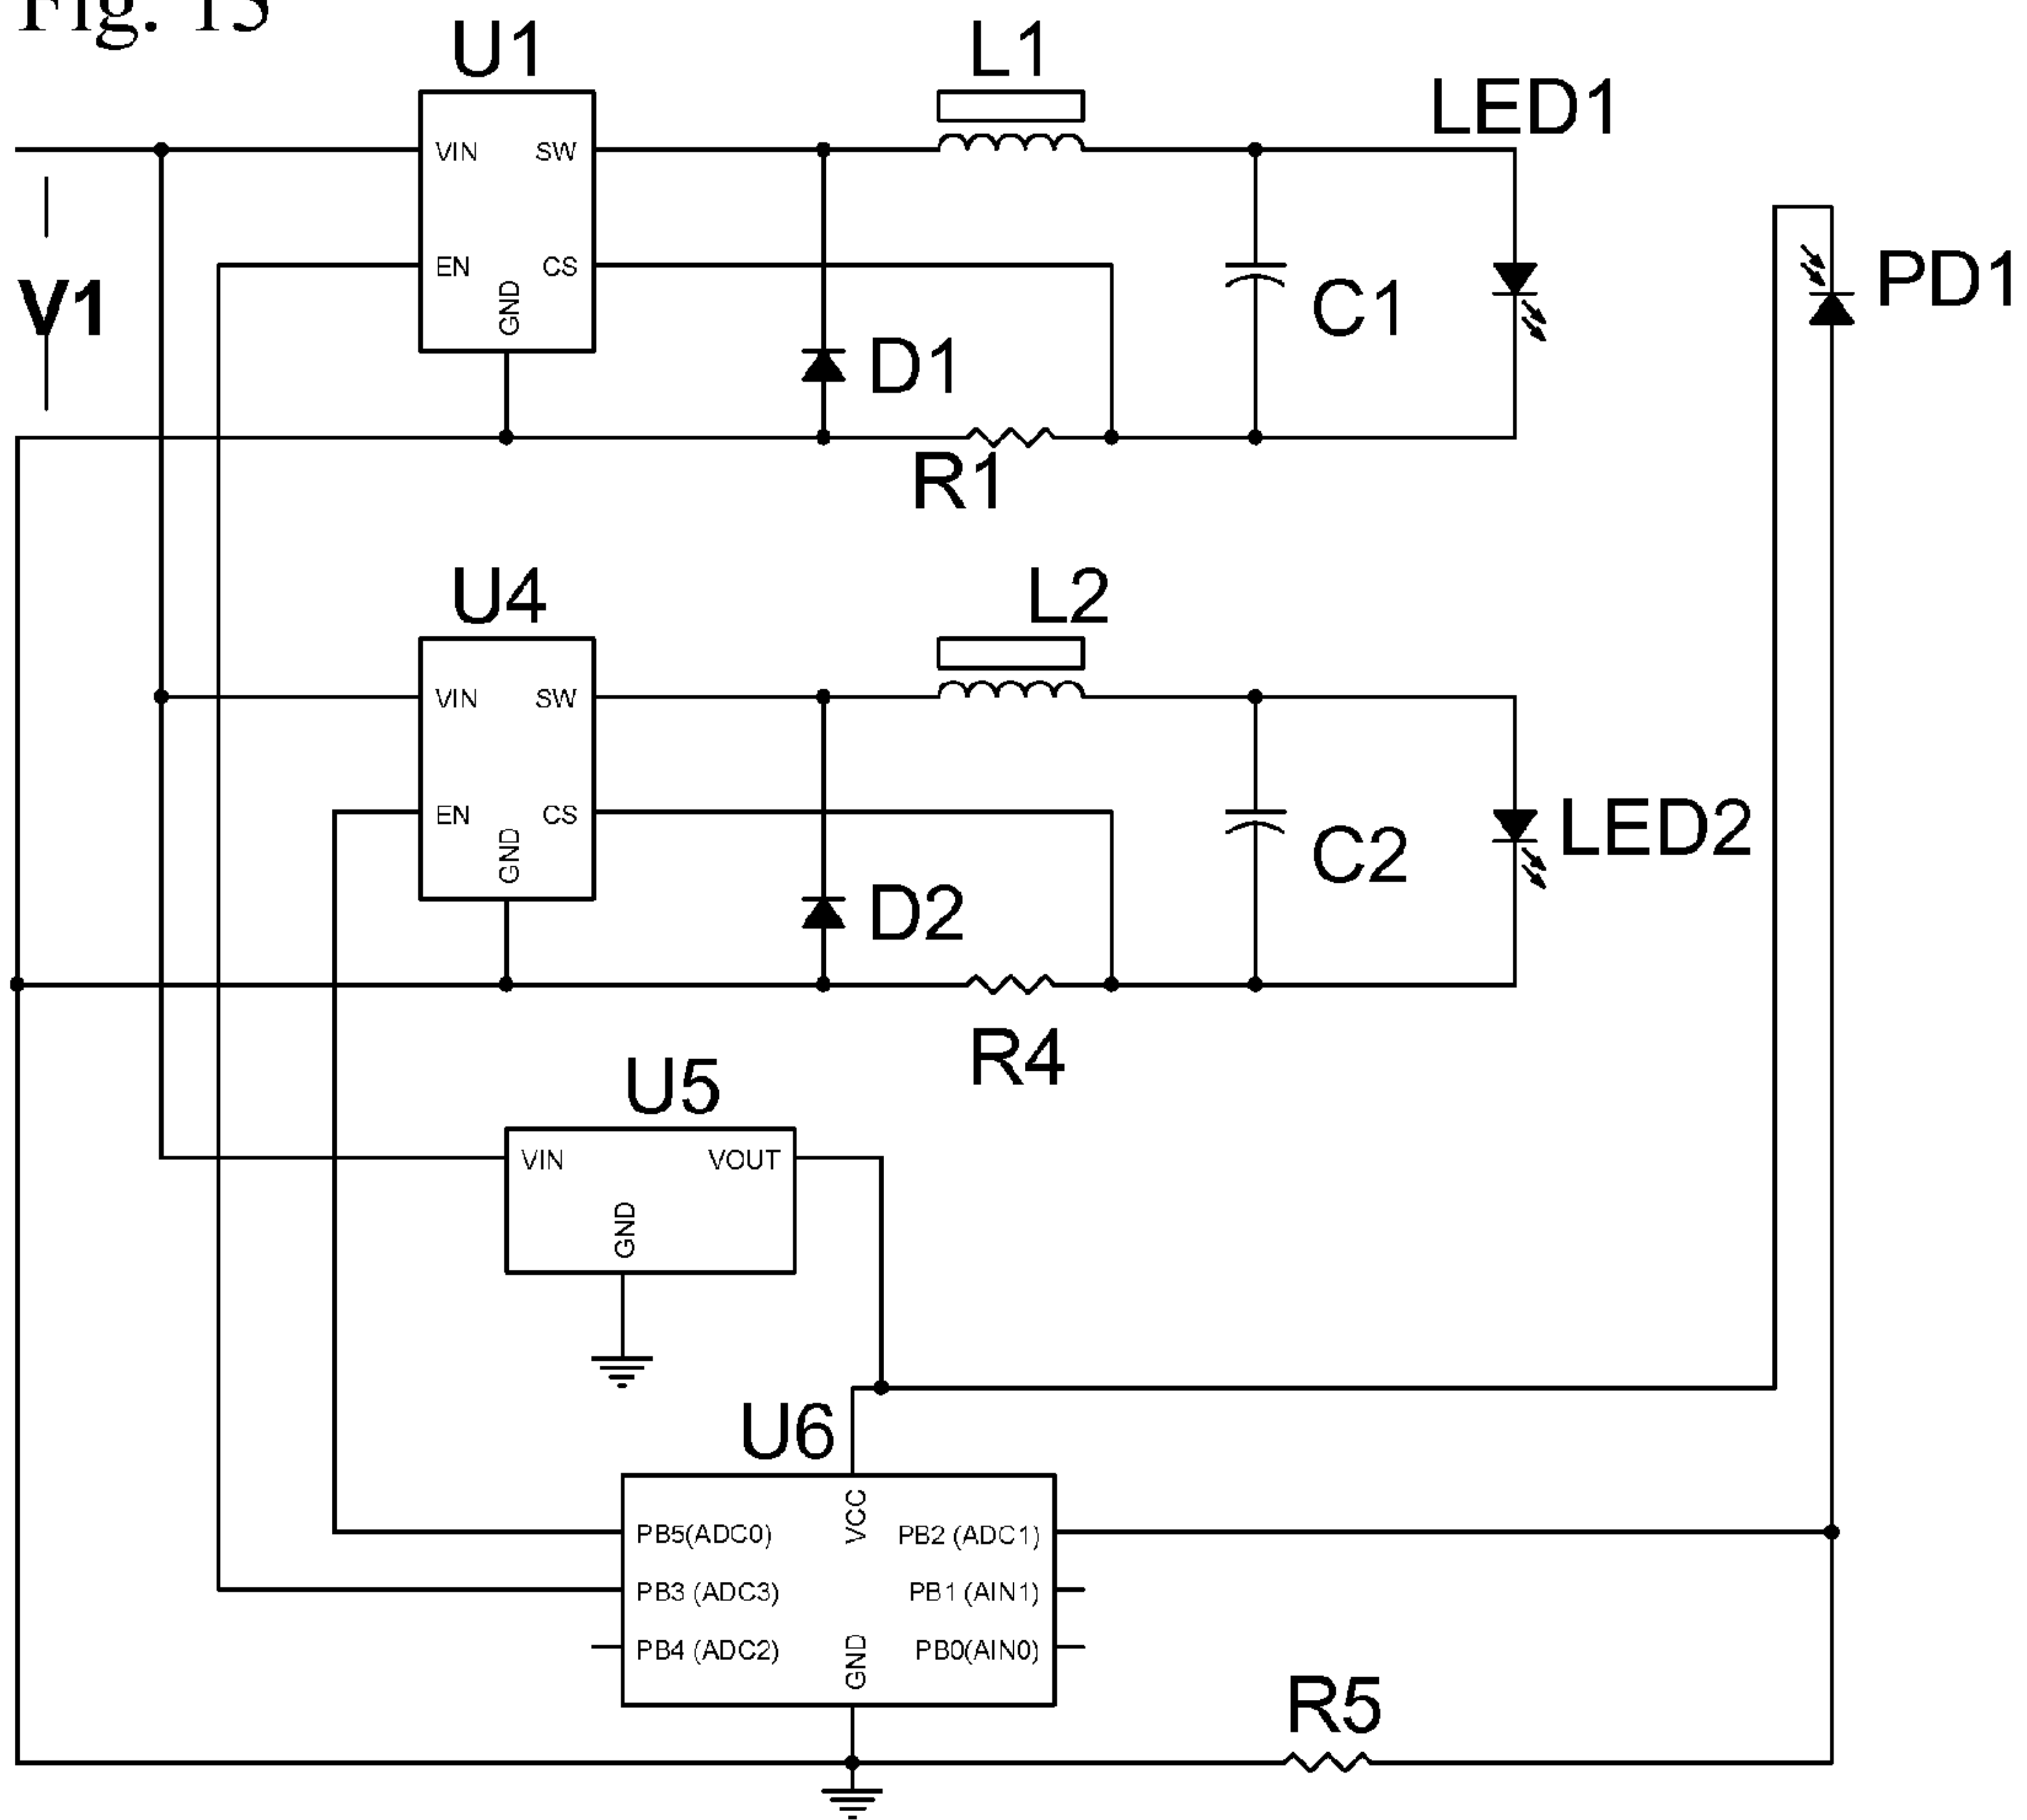 U1
L1
LED1
VIN SW
EN CS
GND
V1
C1
PD1
D1
R1
U4
L2
VIN SW
EN CS
GND
C2
LED2
D2
R4
U5
VIN VOUT
GND
U6
VCC
PB5(ADC0) PB2 (ADC1)
PB3 (ADC3) PB1 (AIN1)
PB4 (ADC2) PB0(AIN0)
GND
R5